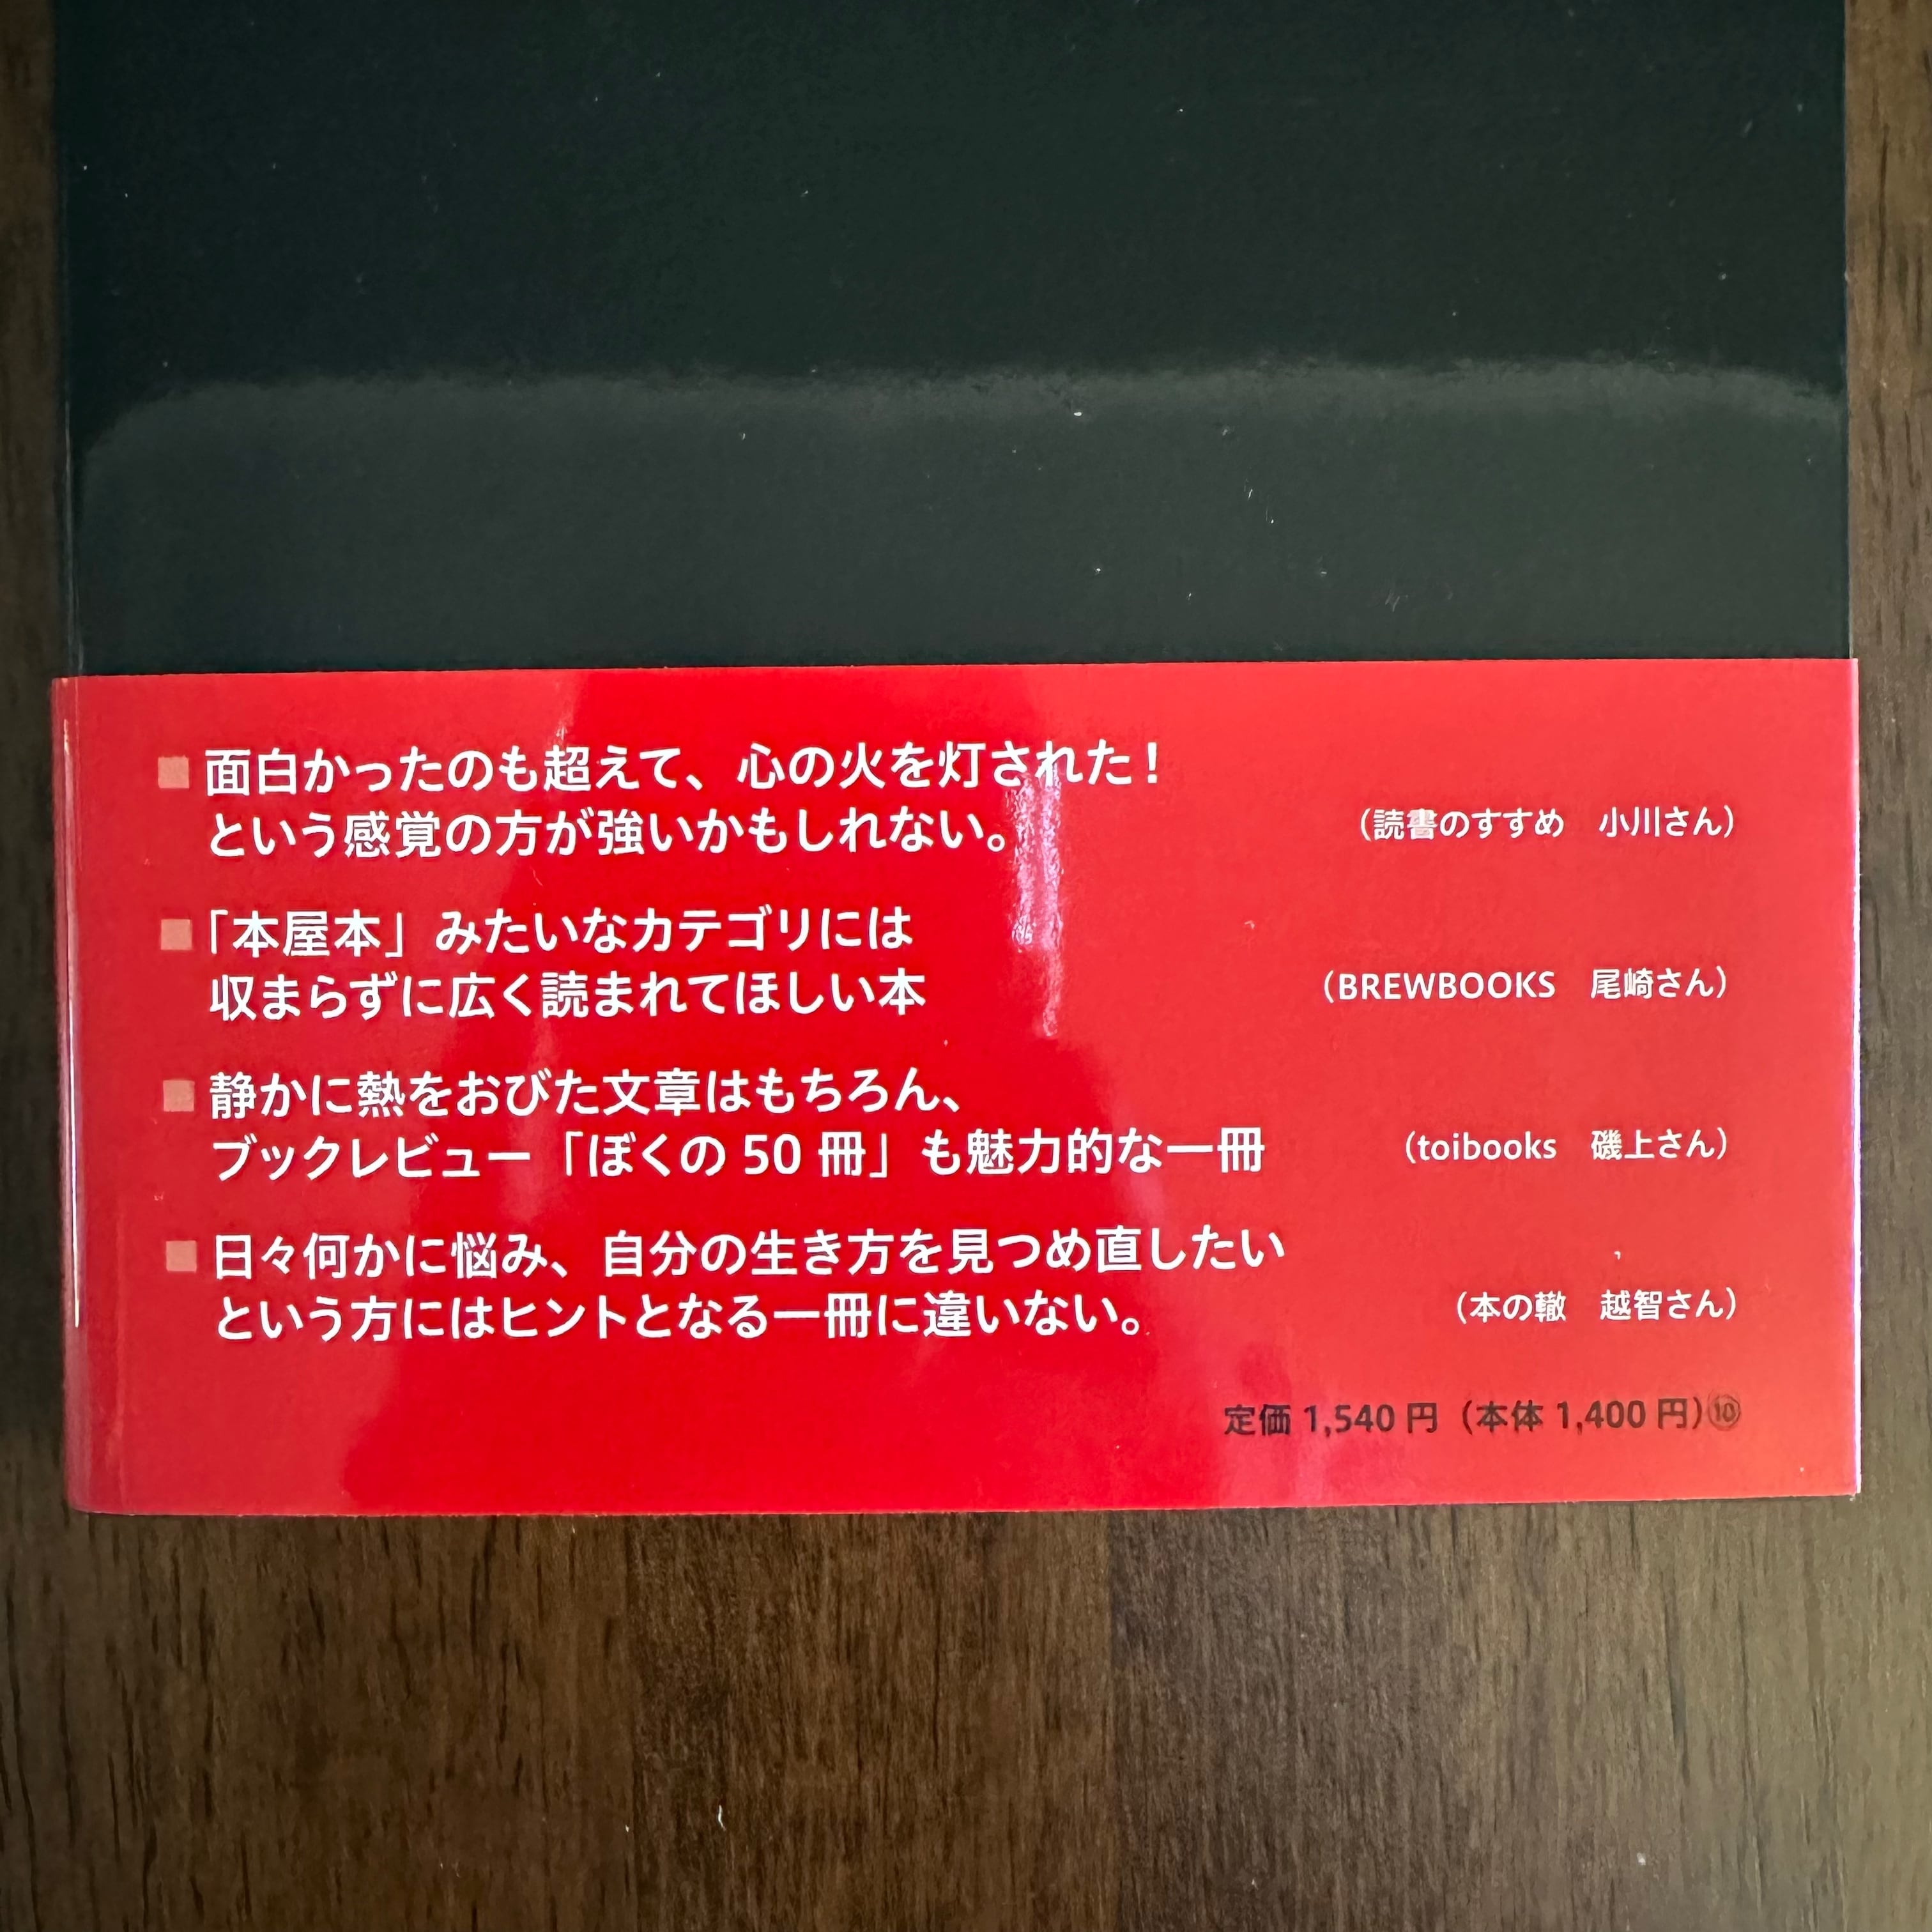 ■面白かったのも超えて、心の火を灯された！
という感覚の方が強いかもしれない。
（読書のすすめ　小川さん）
■「本屋本」みたいなカテゴリには
収まらずに広く読まれてほしい本
（BREWBOOKS　尾崎さん）
■静かに熱をおびた文章はもちろん、
ブックレビュー「ぼくの 50 冊」も魅力的な一冊
（toibooks　磯上さん）
■日々何かに悩み、自分の生き方を見つめ直したい
という方にはヒントとなる一冊に違いない。
（本の轍　越智さん）
定価 1,540 円（本体 1,400 円）⑩